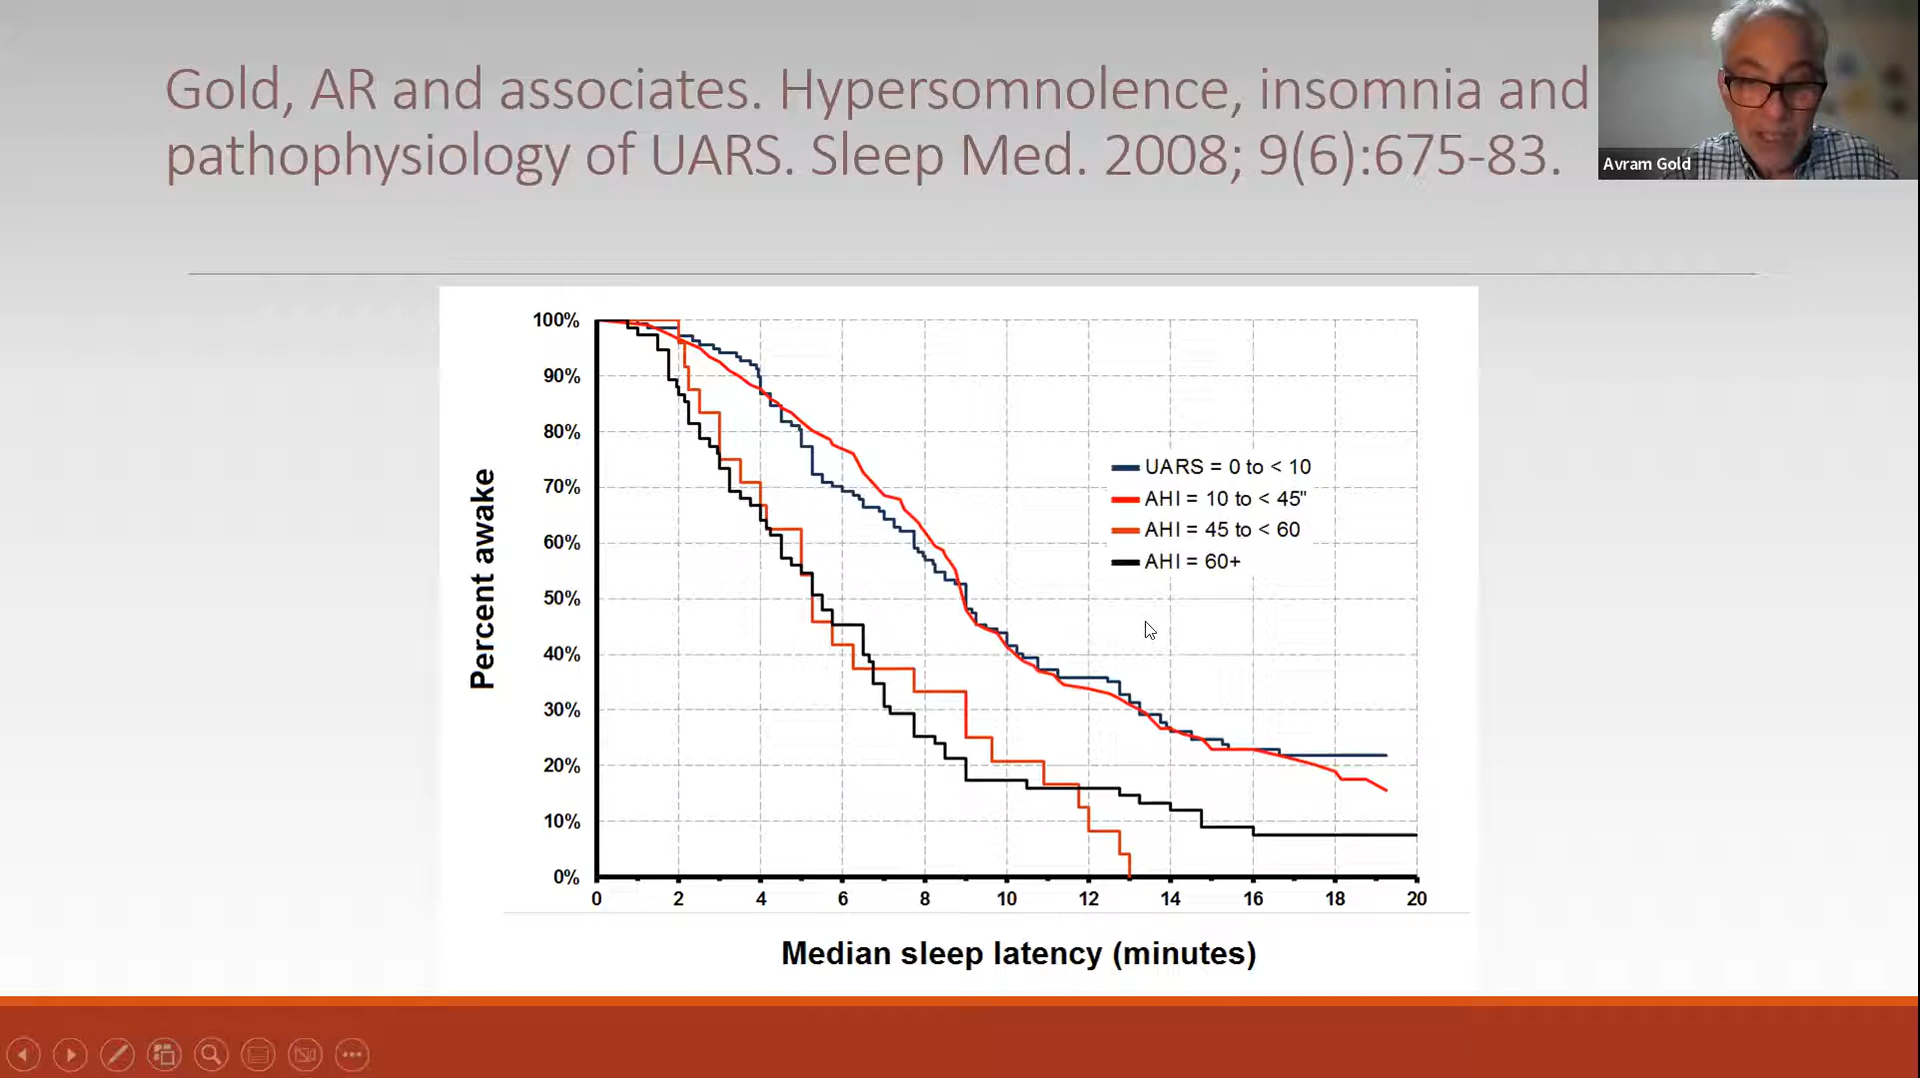 Gold, AR and associates. Hypersomnolence, insomnia and
pathophysiology of UARS. Sleep Med. 2008; 9(6):675-83.
Avram Gold
100%
90%
80%
70%
60%
50%
40%
30%
20%
10%
0%
Percent awake
UARS = 0 to < 10
AHI = 10 to < 45"
AHI = 45 to < 60
AHI = 60+
0 2 4 6 8 10 12 14 16 18 20
Median sleep latency (minutes)